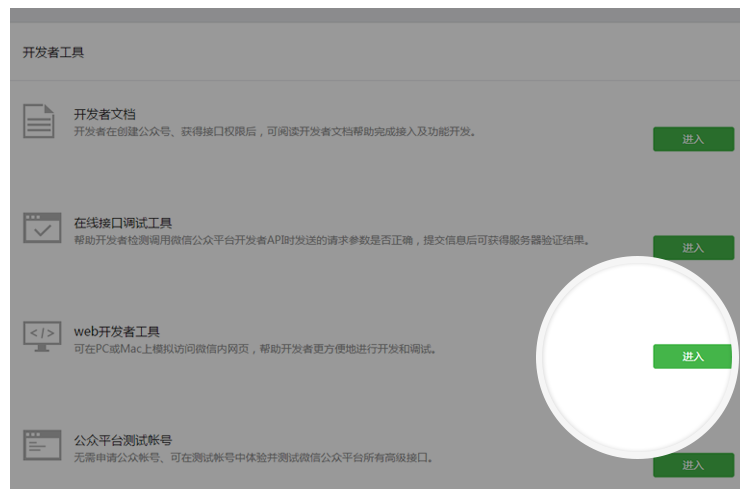 开发者工具
开发者文档
开发者在创建公众号、获得接口权限后，可阅读开发者文档帮助完成接入及功能开发。
进入
在线接口调试工具
帮助开发者检测调用微信公众平台开发者API时发送的请求参数是否正确，提交信息后可获得服务器验证结果。
进入
web开发者工具
可在PC或Mac上模拟访问微信内网页，帮助开发者更方便地进行开发和调试。
进入
公众平台测试帐号
无需申请公众帐号、可在测试帐号中体验并测试微信公众平台所有高级接口。
进入